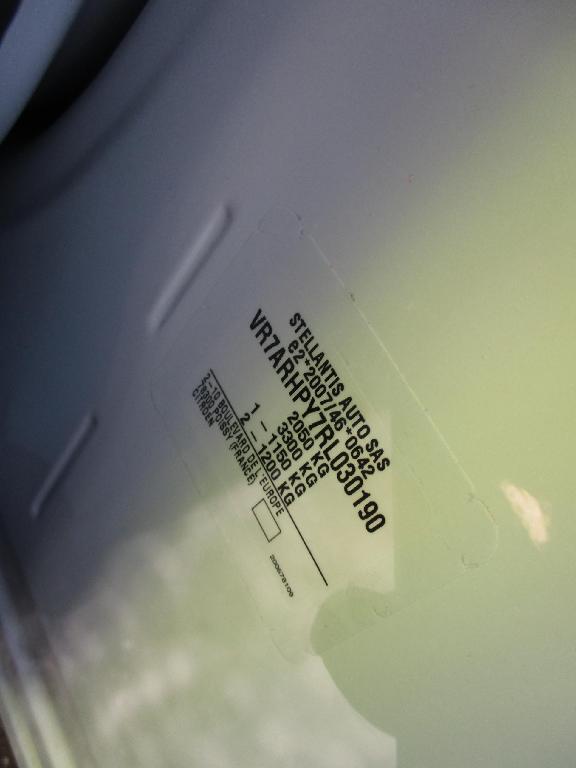 STELLANTIS AUTO SAS
e2*2007/46*0642
VR7ARHPY7RL030190
2050 KG
3300 KG
1 - 1150 KG
2 - 1200 KG
2-10 BOULEVARD DE L'EUROPE
78300 POISSY (FRANCE)
CITROEN